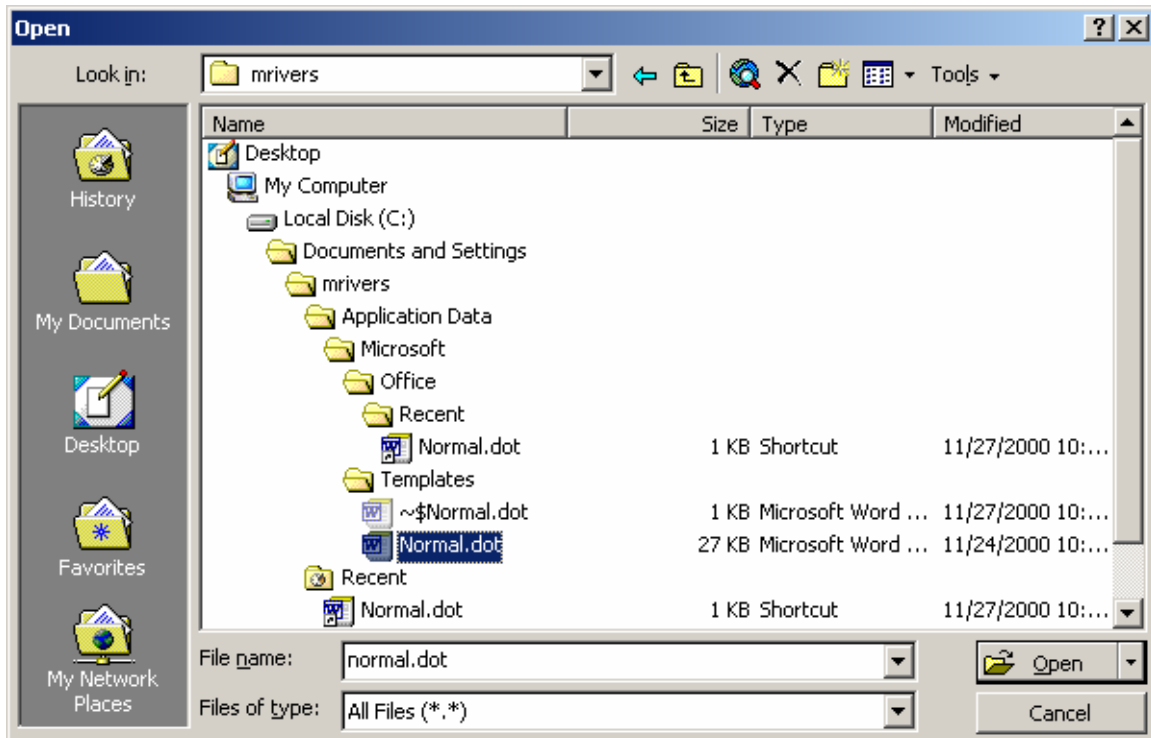 Open
Look in:
mrivers
Tools
Name Size Type Modified
Desktop
My Computer
Local Disk (C:)
Documents and Settings
mrivers
Application Data
Microsoft
Office
Recent
Normal.dot 1 KB Shortcut 11/27/2000 10:...
Templates
~$Normal.dot 1 KB Microsoft Word ... 11/27/2000 10:...
Normal.dot 27 KB Microsoft Word ... 11/24/2000 10:...
Recent
Normal.dot 1 KB Shortcut 11/27/2000 10:...
History
My Documents
Desktop
Favorites
My Network
Places
File name: normal.dot
Open
Files of type: All Files (*.*)
Cancel